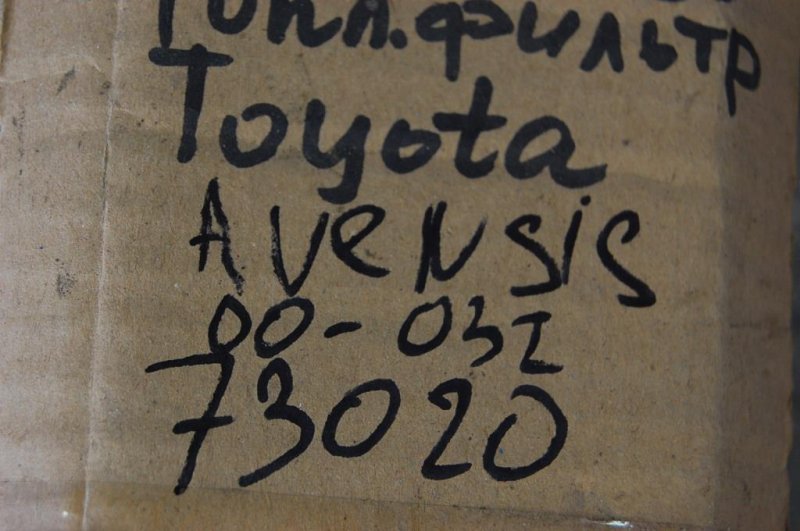 Топл.фильтр
Toyota
AVENSIS
00-03г
73020